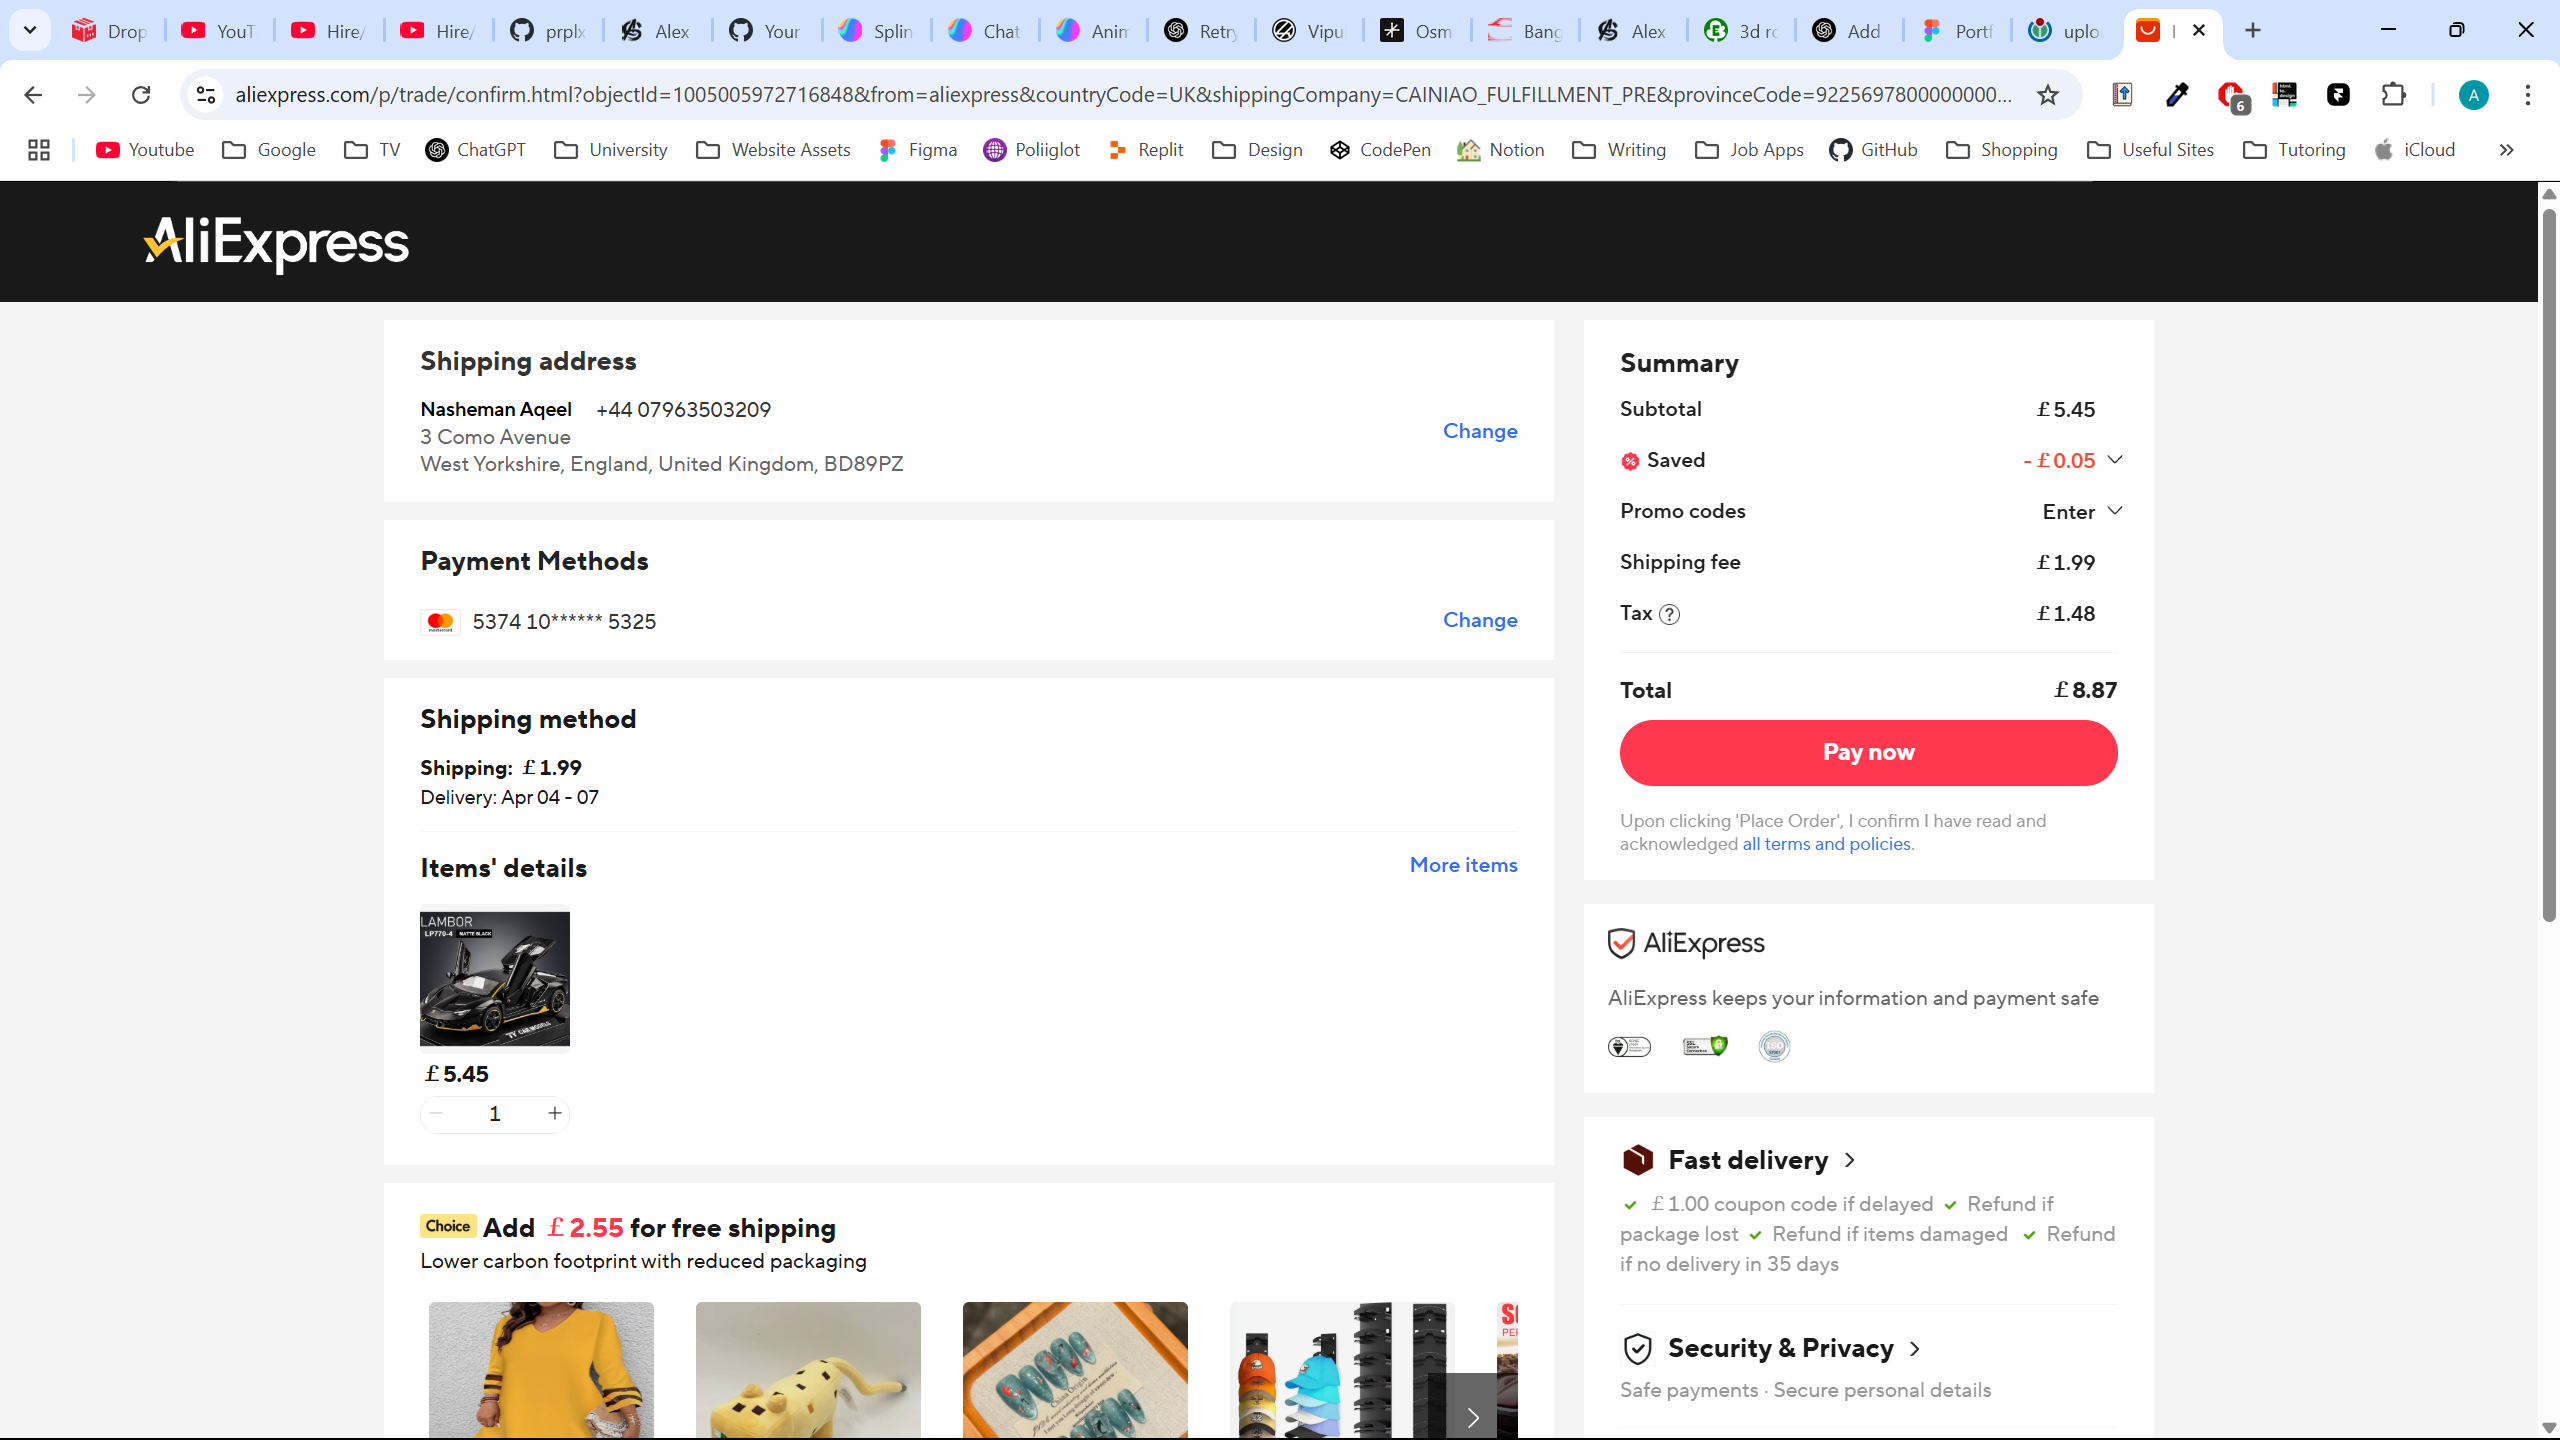 Drop
YouT
Hire/
Hire/
prplx
Alex
Your
Splin
Chat
Anim
Retry
Vipul
Osm
Bang
Alex
3d ro
Add
Portf
uplo
aliexpress.com/p/trade/confirm.html?objectId=1005005972716848&from=aliexpress&countryCode=UK&shippingCompany=CAINIAO_FULFILLMENT_PRE&provinceCode=9225697800000000...
6
A
Youtube
Google
TV
ChatGPT
University
Website Assets
Figma
Poliiglot
Replit
Design
CodePen
Notion
Writing
Job Apps
GitHub
Shopping
Useful Sites
Tutoring
iCloud
AliExpress
Shipping address
Nasheman Aqeel +44 07963503209
3 Como Avenue
West Yorkshire, England, United Kingdom, BD89PZ
Change
Payment Methods
5374 10****** 5325
Change
Shipping method
Shipping: £1.99
Delivery: Apr 04 - 07
Items' details
More items
LAMBOR
LP770-4 MATTE BLACK
CAR MODELS
£5.45
1
Choice Add £2.55 for free shipping
Lower carbon footprint with reduced packaging
China Origin
Summary
Subtotal £5.45
Saved -£0.05
Promo codes Enter
Shipping fee £1.99
Tax ? £1.48
Total £8.87
Pay now
Upon clicking 'Place Order', I confirm I have read and
acknowledged all terms and policies.
AliExpress
AliExpress keeps your information and payment safe
Fast delivery
£1.00 coupon code if delayed Refund if
package lost Refund if items damaged Refund
if no delivery in 35 days
Security & Privacy
Safe payments · Secure personal details